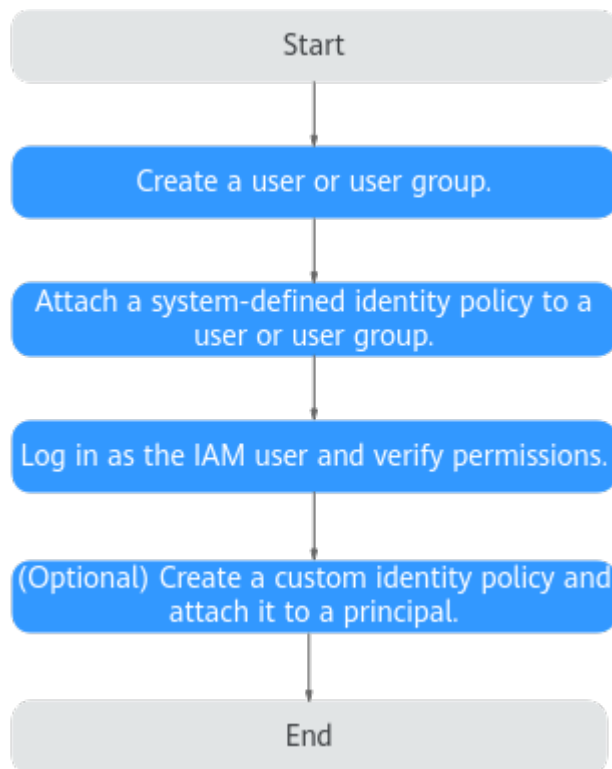 Start
Create a user or user group.
Attach a system-defined identity policy to a
user or user group.
Log in as the IAM user and verify permissions.
(Optional) Create a custom identity policy and
attach it to a principal.
End